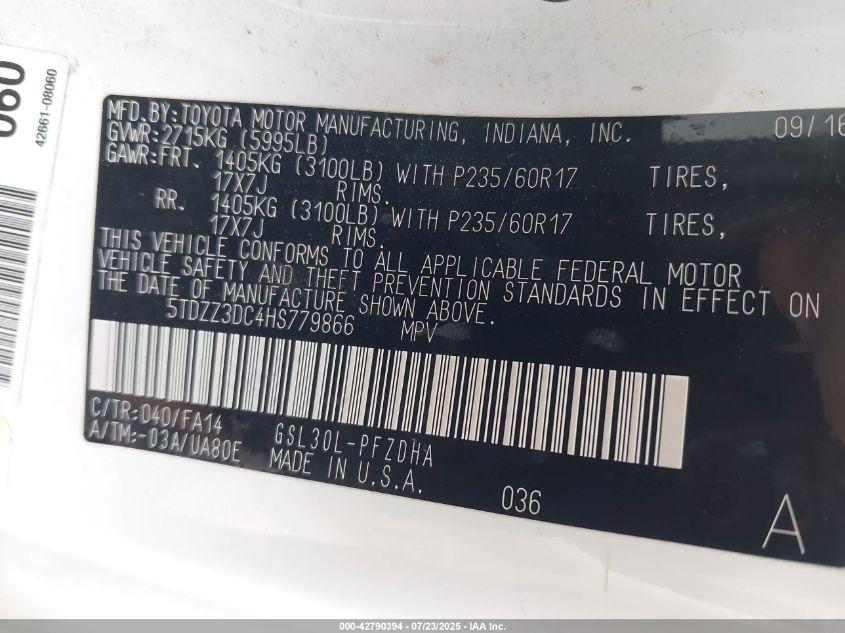 060
42661-08060
MFD.BY:TOYOTA MOTOR MANUFACTURING, INDIANA, INC. 09/16
GVWR:2715KG (5995LB)
GAWR:FRT. 1405KG (3100LB) WITH P235/60R17 TIRES,
17X7J RIMS.
RR. 1405KG (3100LB) WITH P235/60R17 TIRES,
17X7J RIMS.
THIS VEHICLE CONFORMS TO ALL APPLICABLE FEDERAL MOTOR
VEHICLE SAFETY AND THEFT PREVENTION STANDARDS IN EFFECT ON
THE DATE OF MANUFACTURE SHOWN ABOVE.
5TDZZ3DC4HS779866 MPV
C/TR:040/FA14 GSL30L-PFZDHA
A/TM:-03A/UA80E MADE IN U.S.A.
036
A
000-42790394 - 07/23/2025 - IAA Inc.